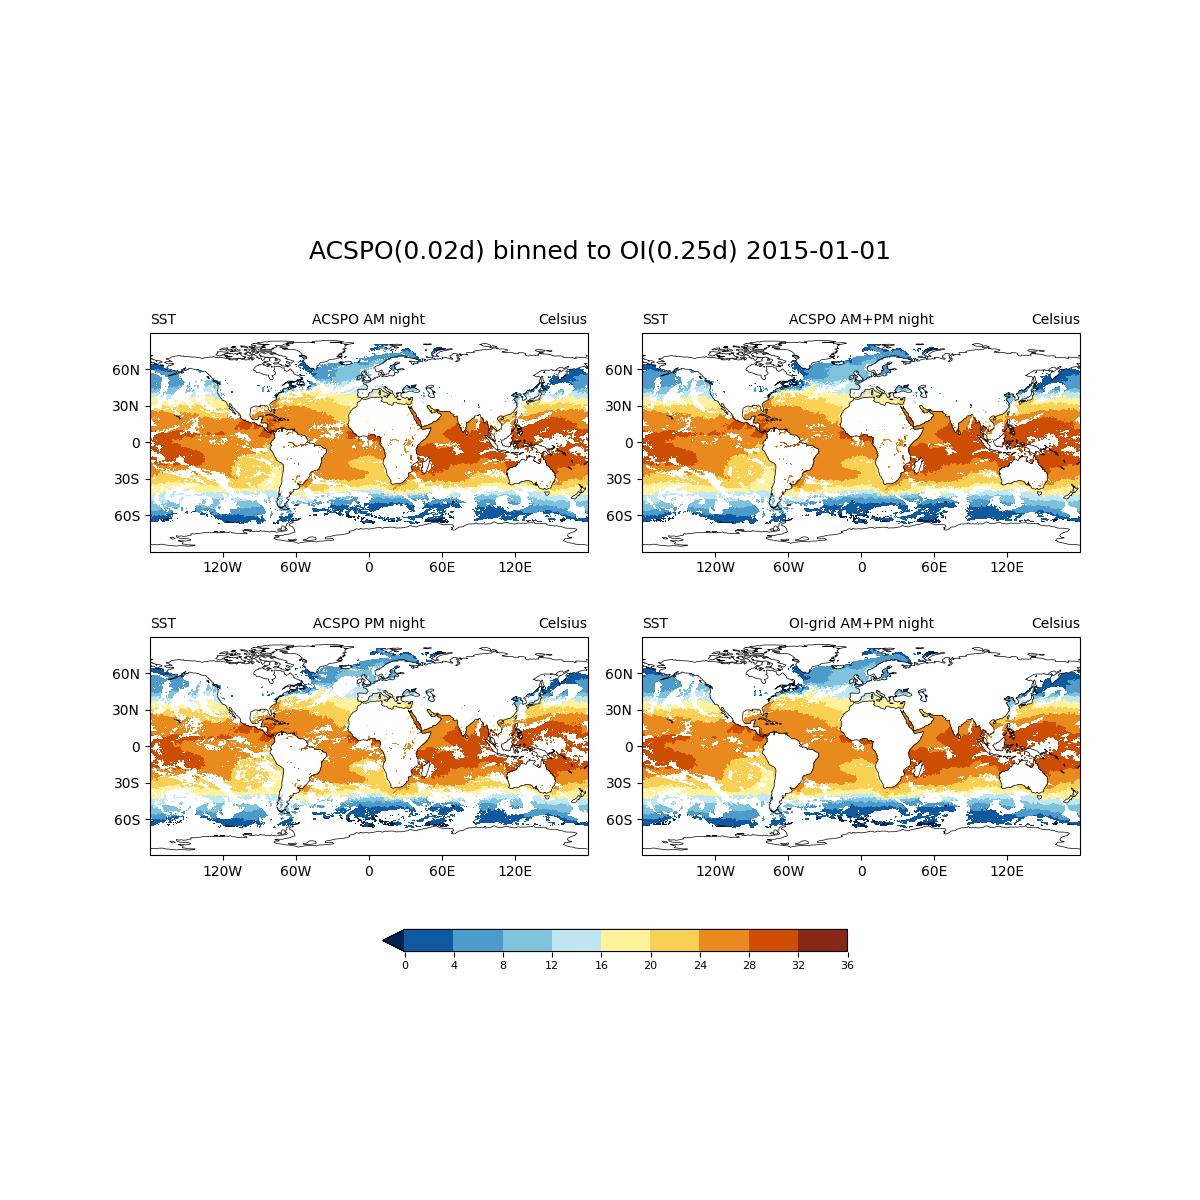 ACSPO(0.02d) binned to OI(0.25d) 2015-01-01
SST ACSPO AM night Celsius
60N
30N
0
30S
60S
120W 60W 0 60E 120E
SST ACSPO AM+PM night Celsius
60N
30N
0
30S
60S
120W 60W 0 60E 120E
SST ACSPO PM night Celsius
60N
30N
0
30S
60S
120W 60W 0 60E 120E
SST OI-grid AM+PM night Celsius
60N
30N
0
30S
60S
120W 60W 0 60E 120E
0 4 8 12 16 20 24 28 32 36